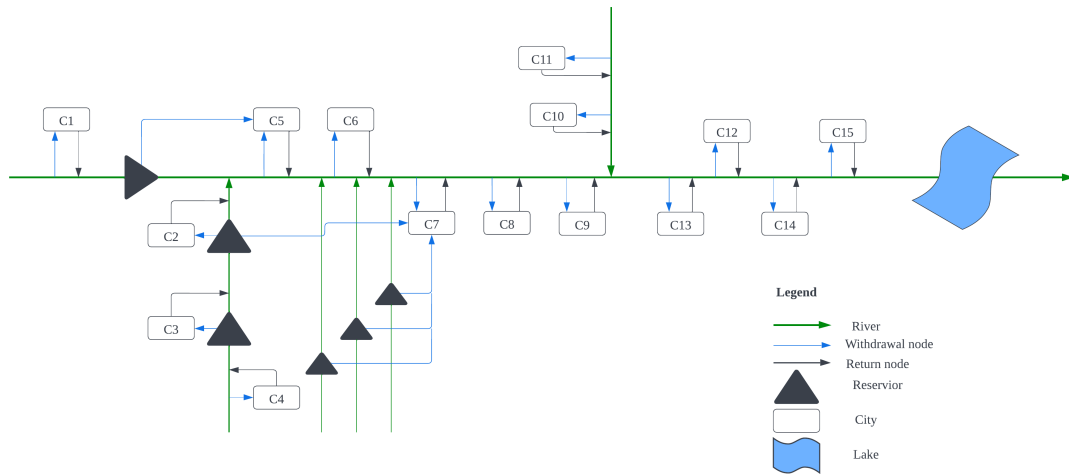 C11
C10
C1
C5
C6
C12
C15
C2
C7
C8
C9
C13
C14
C3
C4
Legend
River
Withdrawal node
Return node
Reservior
City
Lake